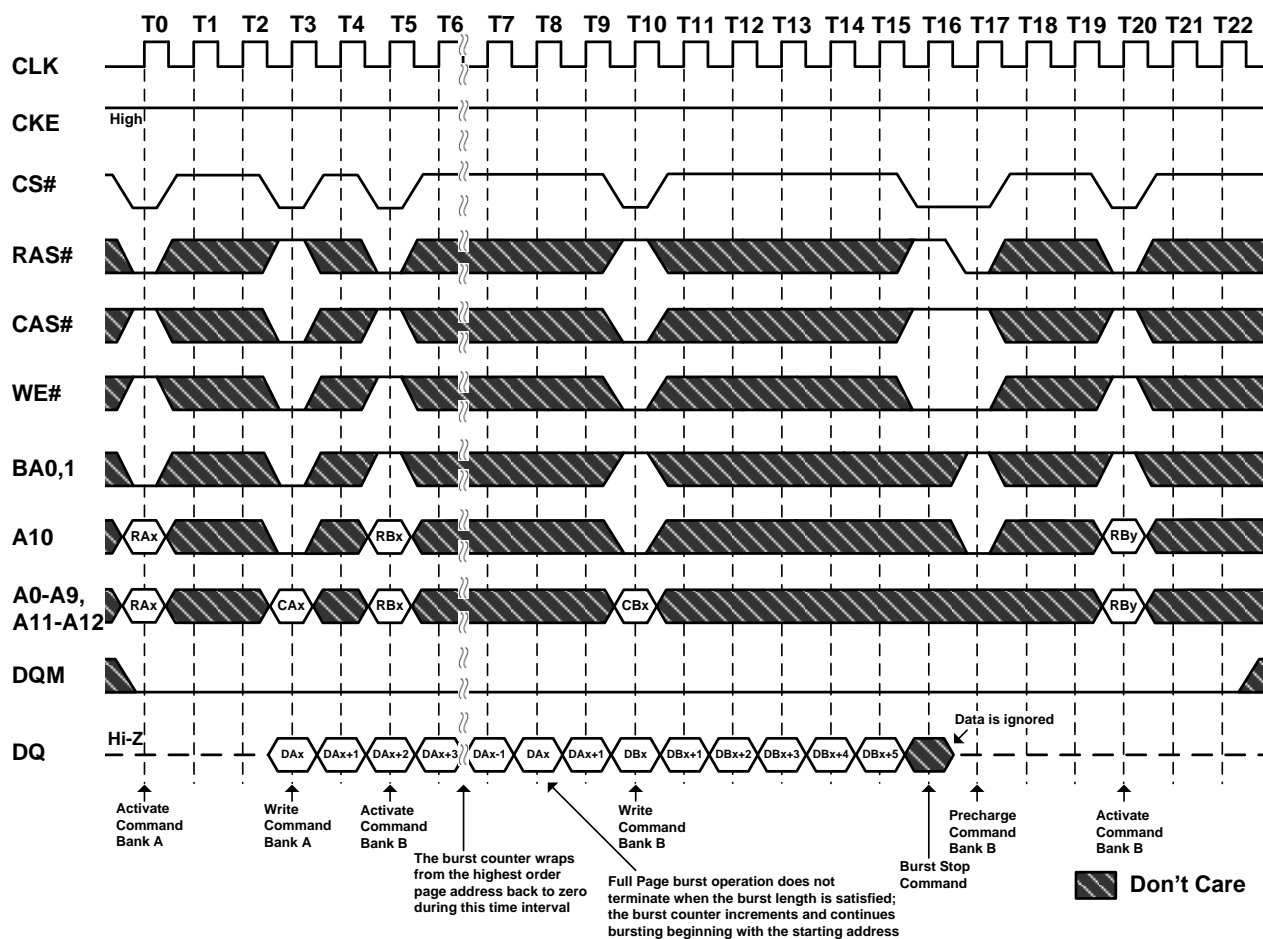 T0 T1 T2 T3 T4 T5 T6 T7 T8 T9 T10 T11 T12 T13 T14 T15 T16 T17 T18 T19 T20 T21 T22
CLK
CKE High
CS#
RAS#
CAS#
WE#
BA0,1
A10 RAx RBx RBy
A0-A9,
A11-A12 RAx CAx RBx CBx RBy
DQM
Data is ignored
DQ Hi-Z DAx DAx+1 DAx+2 DAx+3 DAx-1 DAx DAx+1 DBx DBx+1 DBx+2 DBx+3 DBx+4 DBx+5
Activate
Command
Bank A
Write
Command
Bank A
Activate
Command
Bank B
The burst counter wraps
from the highest order
page address back to zero
during this time interval
Full Page burst operation does not
terminate when the burst length is satisfied;
the burst counter increments and continues
bursting beginning with the starting address
Write
Command
Bank B
Burst Stop
Command
Precharge
Command
Bank B
Activate
Command
Bank B
Don't Care